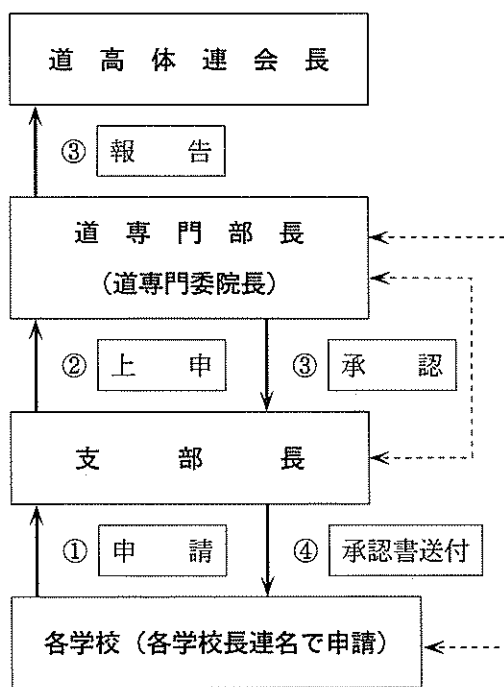 道高体連会長
③ 報告
道専門部長
(道専門委院長)
② 上申
③ 承認
支部長
① 申請
④ 承認書送付
各学校(各学校長連名で申請)